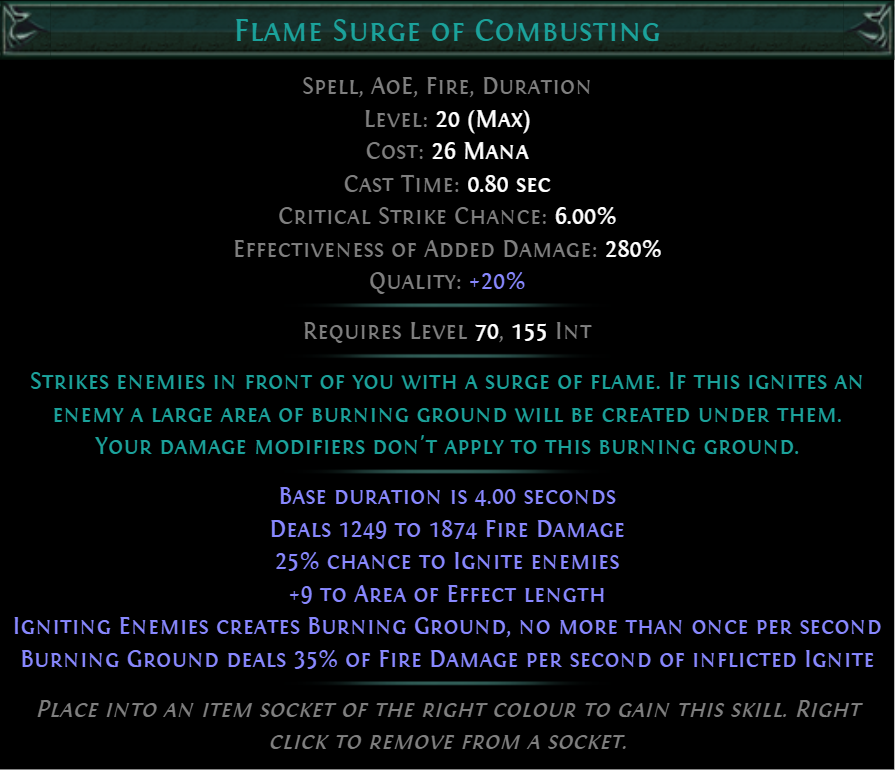 Flame Surge of Combusting
Spell, AoE, Fire, Duration
Level: 20 (Max)
Cost: 26 Mana
Cast Time: 0.80 sec
Critical Strike Chance: 6.00%
Effectiveness of Added Damage: 280%
Quality: +20%
Requires Level 70, 155 Int
Strikes enemies in front of you with a surge of flame. If this ignites an
enemy a large area of burning ground will be created under them.
Your damage modifiers don't apply to this burning ground.
Base duration is 4.00 seconds
Deals 1249 to 1874 Fire Damage
25% chance to Ignite enemies
+9 to Area of Effect length
Igniting Enemies creates Burning Ground, no more than once per second
Burning Ground deals 35% of Fire Damage per second of inflicted Ignite
Place into an item socket of the right colour to gain this skill. Right
click to remove from a socket.